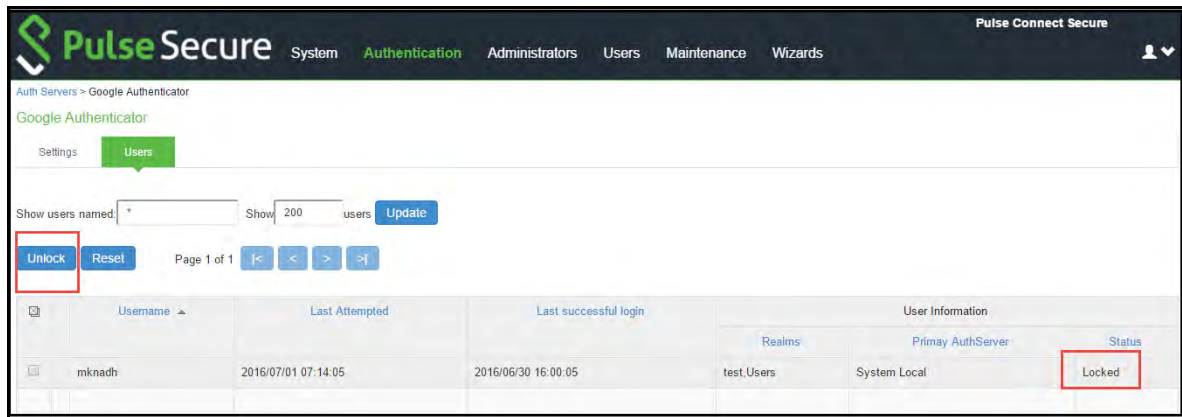 Pulse Connect Secure
Pulse Secure System Authentication Administrators Users Maintenance Wizards
Auth Servers > Google Authenticator
Google Authenticator
Settings Users
Show users named: * Show 200 users Update
Unlock Reset Page 1 of 1 |< < > >|
Username Last Attempted Last successful login User Information
Realms Primay AuthServer Status
mknadh 2016/07/01 07:14:05 2016/06/30 16:00:05 test,Users System Local Locked